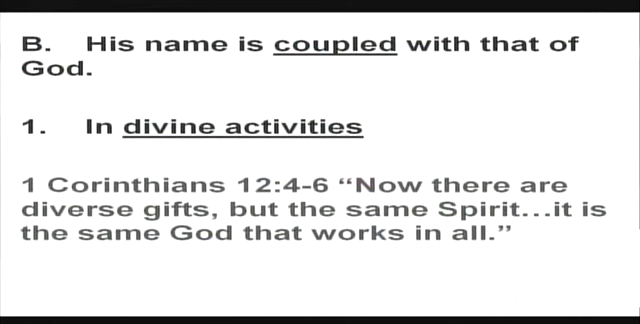 B. His name is coupled with that of
God.
1. In divine activities
1 Corinthians 12:4-6 “Now there are
diverse gifts, but the same Spirit...it is
the same God that works in all.”